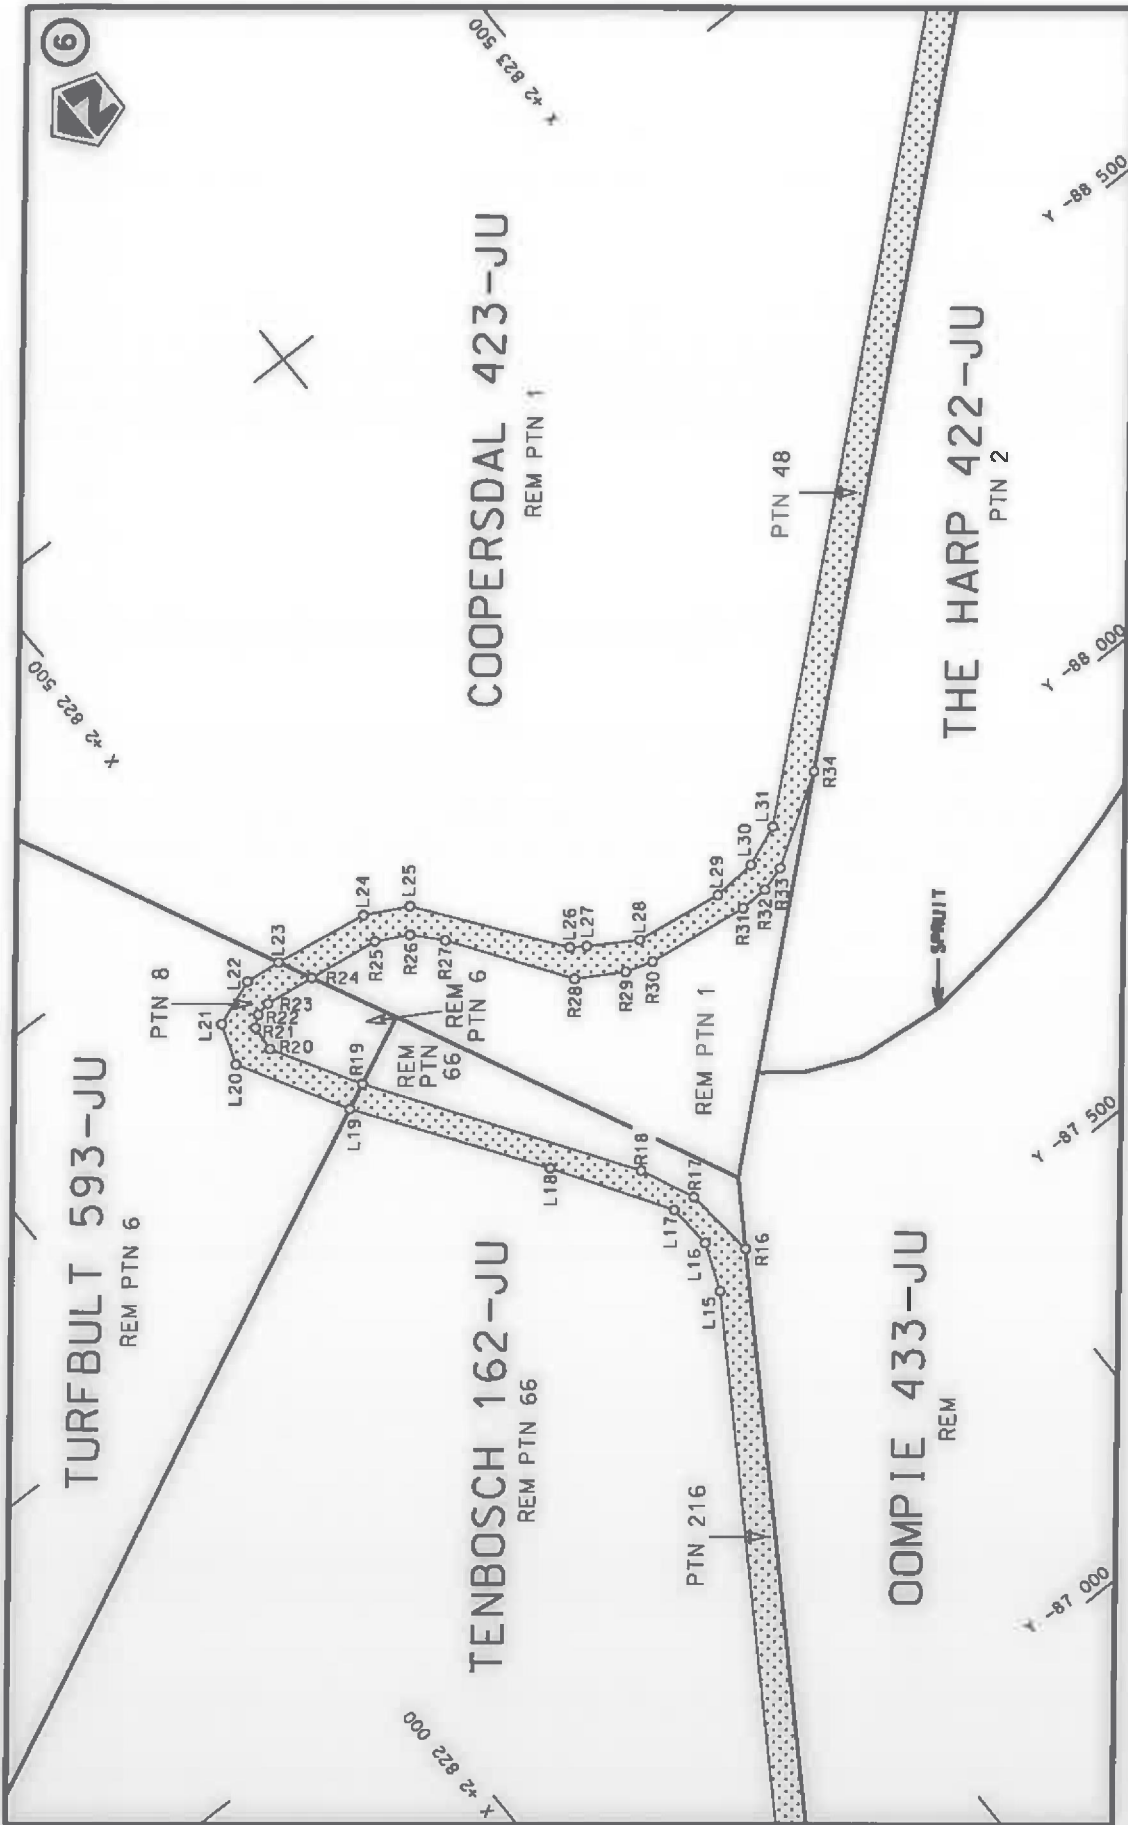 6
X +2 823 500
Y -88 500
COOPERSDAL 423-JU
REM PTN 1
PTN 48
THE HARP 422-JU
PTN 2
X +2 822 500
Y -88 000
L31
L30
L29
L28
L27
L26
L25
L24
L23
L22
L21
L20
L19
L18
L17
L16
L15
R34
R33
R32
R31
R30
R29
R28
R27
R26
R25
R24
R23
R22
R21
R20
R19
R18
R17
R16
PTN 8
REM
PTN 6
REM
PTN
66
REM PTN 1
SPRUIT
Y -87 500
TURFBULT 593-JU
REM PTN 6
TENBOSCH 162-JU
REM PTN 66
PTN 216
OOMPIE 433-JU
REM
X +2 822 000
Y -87 000